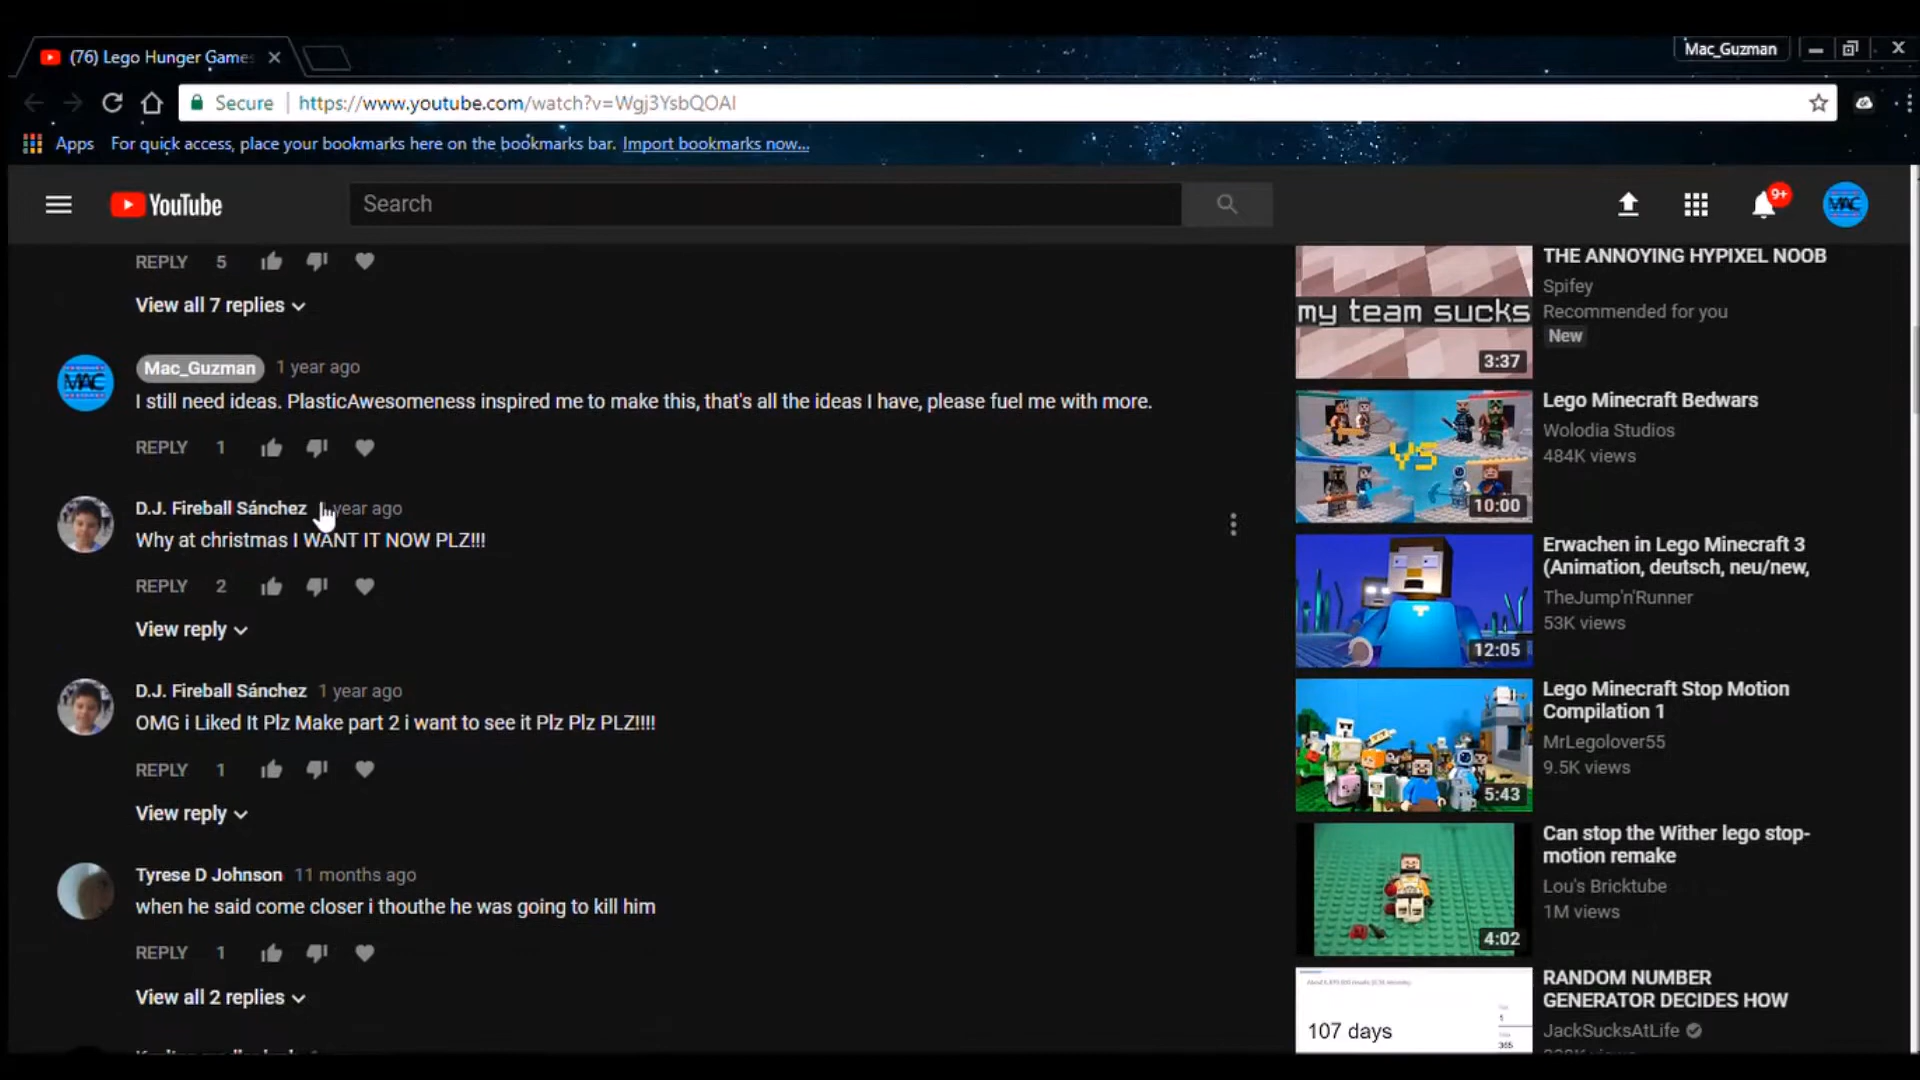 (76) Lego Hunger Games
Mac_Guzman
Secure https://www.youtube.com/watch?v=Wgj3YsbQOAI
Apps For quick access, place your bookmarks here on the bookmarks bar. Import bookmarks now...
YouTube
Search
9+
MAC
REPLY 5
View all 7 replies
MAC
Mac_Guzman 1 year ago
I still need ideas. PlasticAwesomeness inspired me to make this, that's all the ideas I have, please fuel me with more.
REPLY 1
D.J. Fireball Sánchez year ago
Why at christmas I WANT IT NOW PLZ!!!
REPLY 2
View reply
D.J. Fireball Sánchez 1 year ago
OMG i Liked It Plz Make part 2 i want to see it Plz Plz PLZ!!!!
REPLY 1
View reply
Tyrese D Johnson 11 months ago
when he said come closer i thouthe he was going to kill him
REPLY 1
View all 2 replies
my team sucks
3:37
THE ANNOYING HYPIXEL NOOB
Spifey
Recommended for you
New
VS
10:00
Lego Minecraft Bedwars
Wolodia Studios
484K views
12:05
Erwachen in Lego Minecraft 3
(Animation, deutsch, neu/new,
TheJump'n'Runner
53K views
5:43
Lego Minecraft Stop Motion
Compilation 1
MrLegolover55
9.5K views
4:02
Can stop the Wither lego stop-
motion remake
Lou's Bricktube
1M views
107 days
1
365
RANDOM NUMBER
GENERATOR DECIDES HOW
JackSucksAtLife